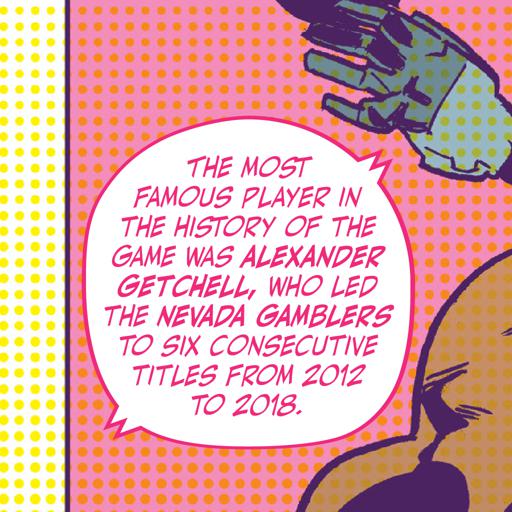 THE MOST
FAMOUS PLAYER IN
THE HISTORY OF THE
GAME WAS ALEXANDER
GETCHELL, WHO LED
THE NEVADA GAMBLERS
TO SIX CONSECUTIVE
TITLES FROM 2012
TO 2018.